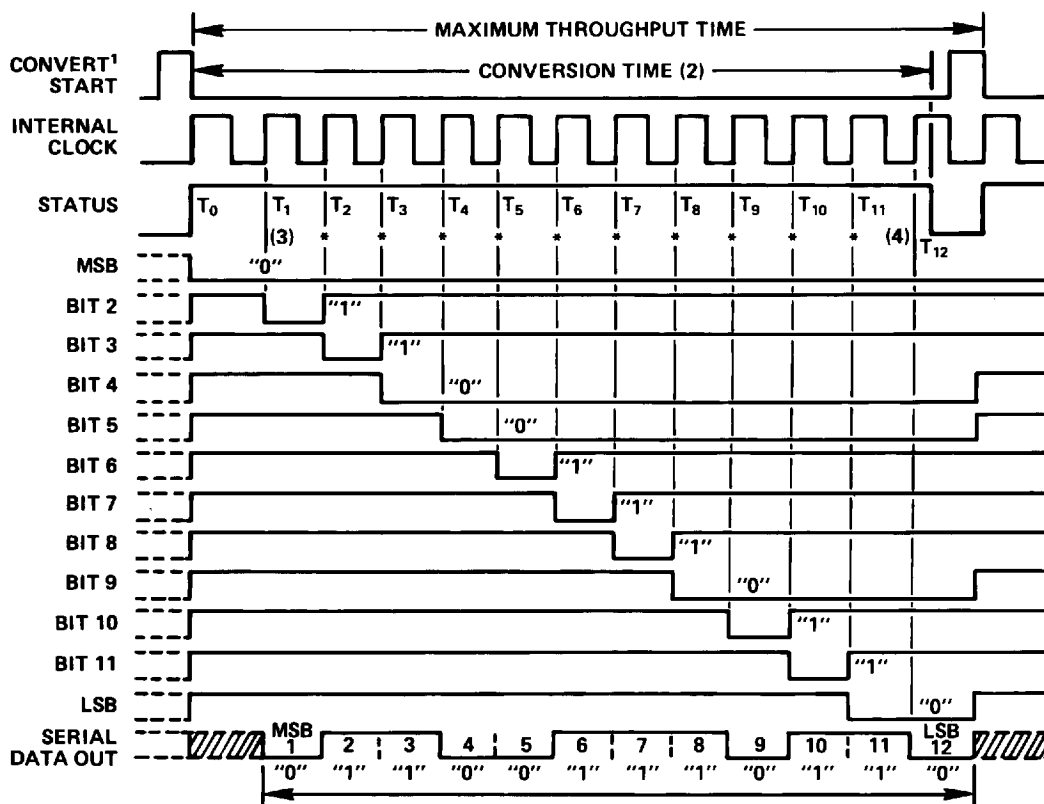 MAXIMUM THROUGHPUT TIME
CONVERT¹
START
CONVERSION TIME (2)
INTERNAL
CLOCK
STATUS
T0 T1 T2 T3 T4 T5 T6 T7 T8 T9 T10 T11
(3) * * * * * * * * * * (4) T12
MSB "0"
BIT 2 "1"
BIT 3 "1"
BIT 4 "0"
BIT 5 "0"
BIT 6 "1"
BIT 7 "1"
BIT 8 "1"
BIT 9 "0"
BIT 10 "1"
BIT 11 "1"
LSB "0"
SERIAL
DATA OUT
MSB LSB
1 2 3 4 5 6 7 8 9 10 11 12
"0" "1" "1" "0" "0" "1" "1" "1" "0" "1" "1" "0"